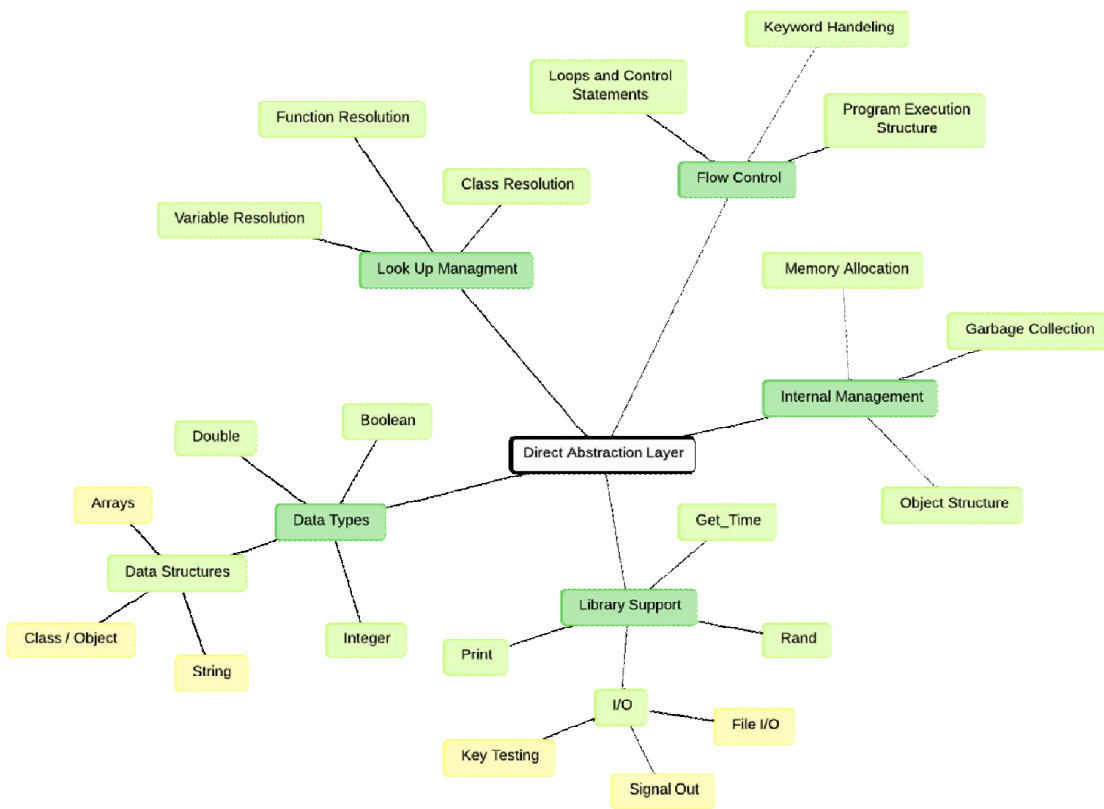 Keyword Handeling
Loops and Control
Statements
Program Execution
Structure
Function Resolution
Flow Control
Class Resolution
Variable Resolution
Look Up Managment
Memory Allocation
Garbage Collection
Internal Management
Boolean
Double
Direct Abstraction Layer
Arrays
Object Structure
Data Types
Get_Time
Data Structures
Library Support
Class / Object
Integer
Rand
Print
String
I/O
File I/O
Key Testing
Signal Out